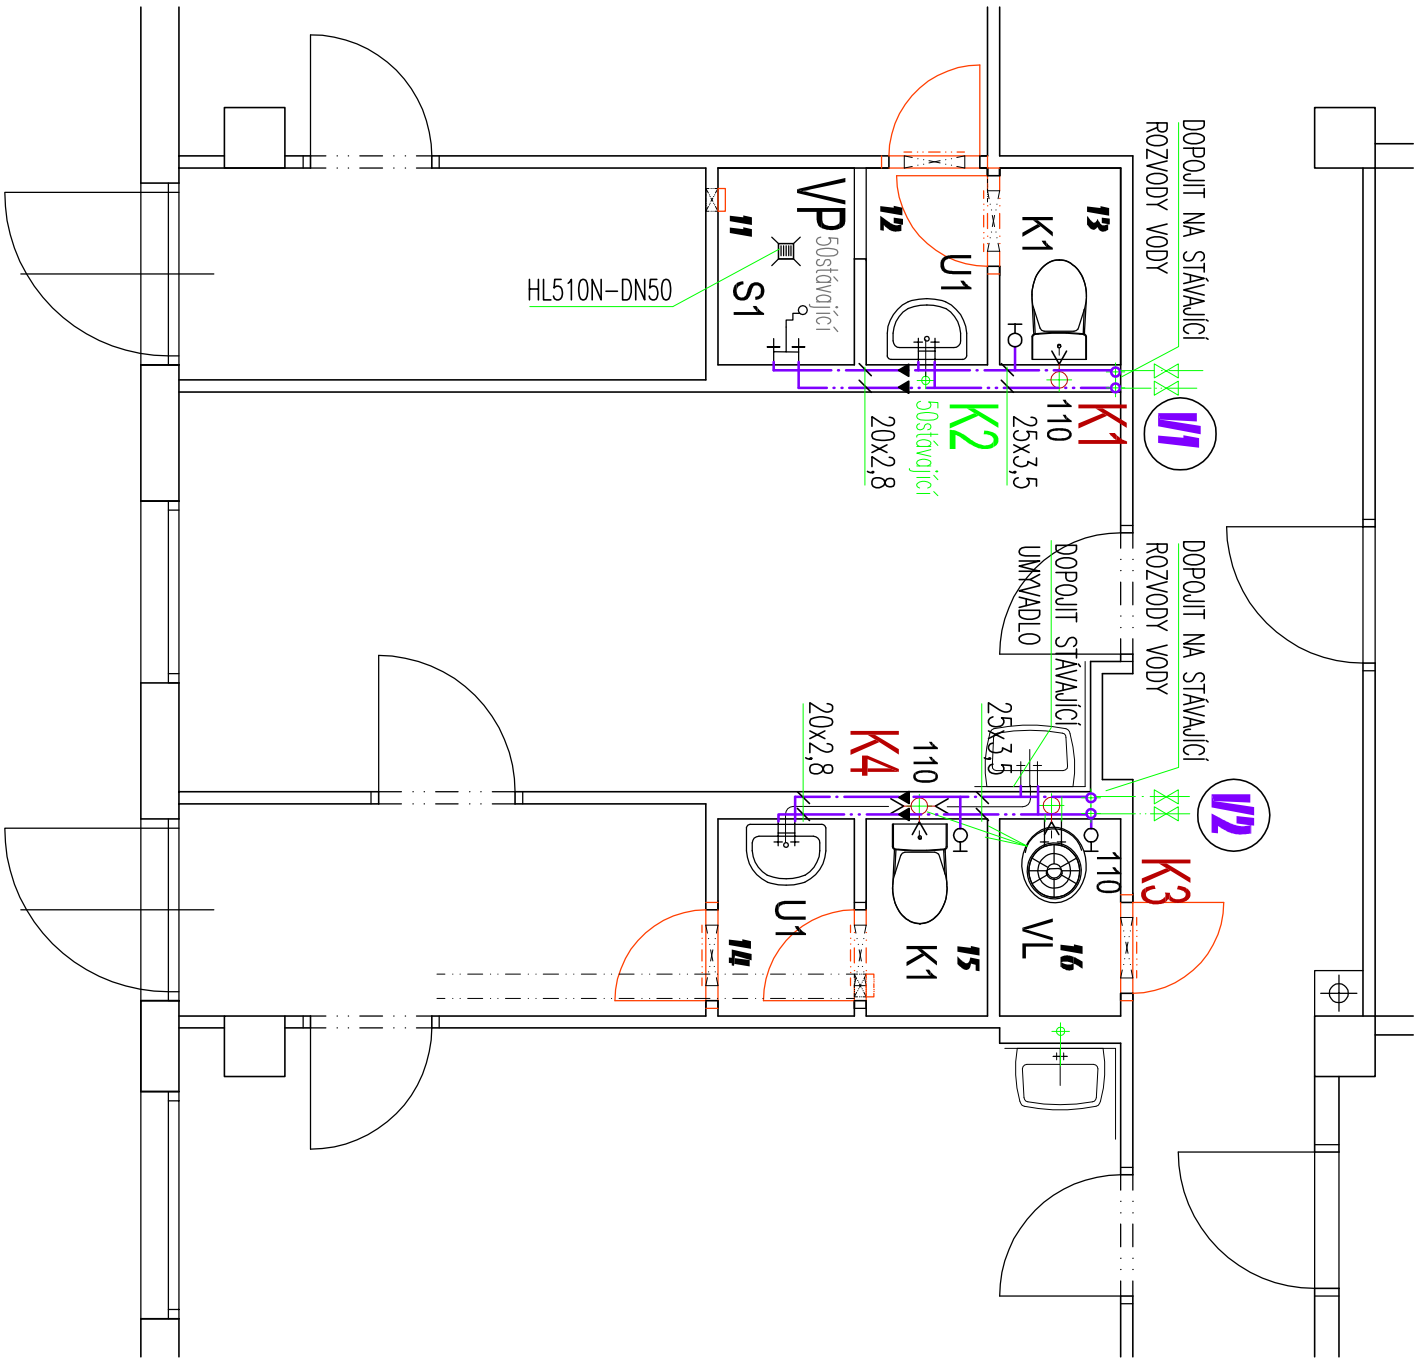 DOPOJIT NA STÁVAJÍCÍ
ROZVODY VODY
13
K1
12
U1
VP
50stávající
11
S1
HL510N-DN50
V1
K1
110
25x3,5
K2
50stávající
20x2,8
DOPOJIT NA STÁVAJÍCÍ
ROZVODY VODY
DOPOJIT STÁVAJÍCÍ
UMYVADLO
25x3,5
110
K4
20x2,8
V2
K3
110
VL
16
15
K1
U1
14